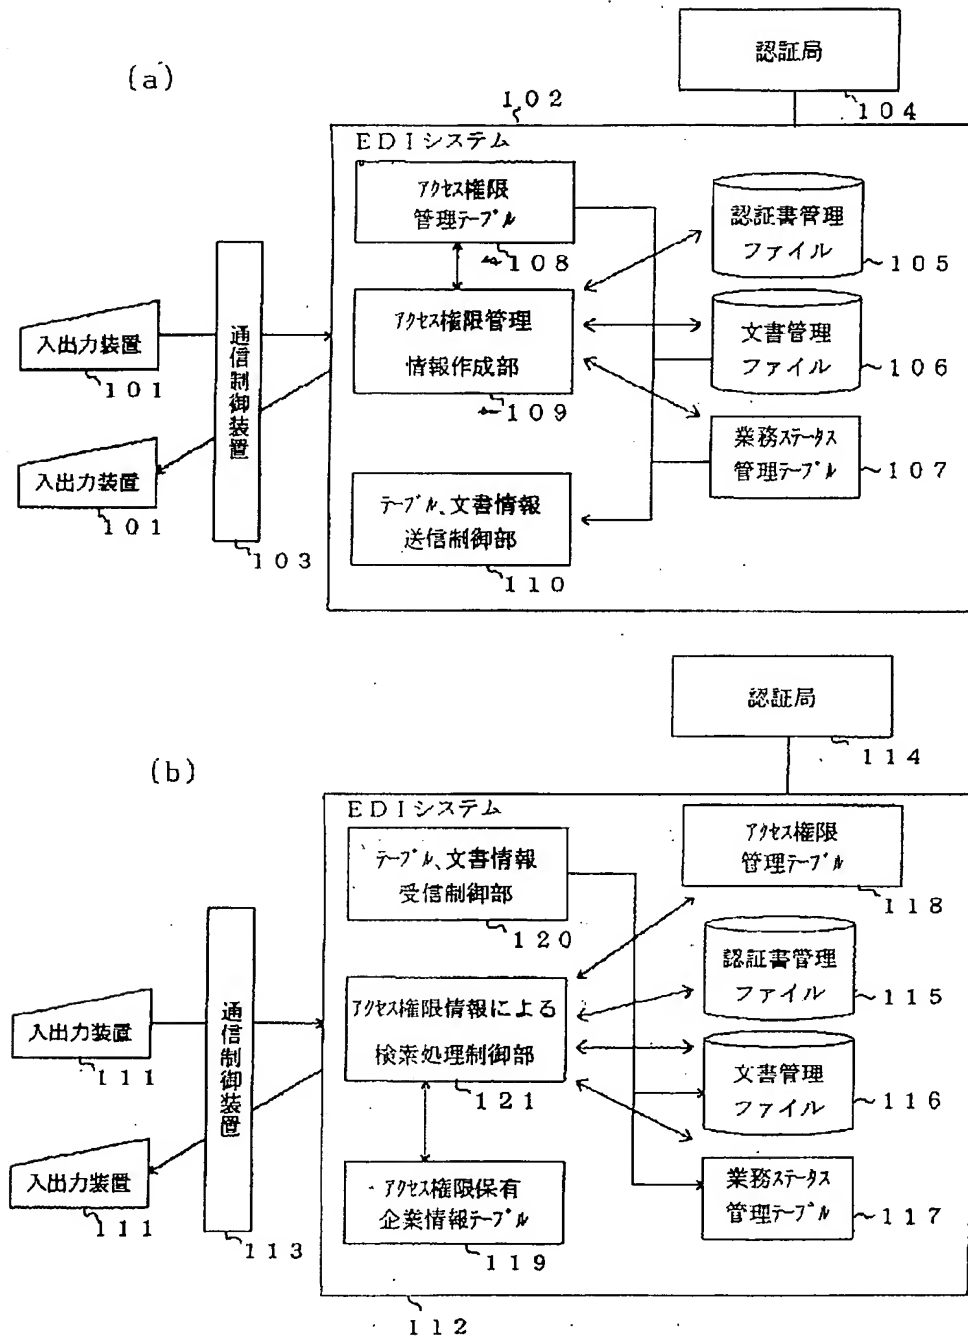 (a)
認証局
104
102
EDIシステム
アクセス権限
管理テーブル
108
認証書管理
ファイル
105
アクセス権限管理
情報作成部
109
文書管理
ファイル
106
業務ステータス
管理テーブル
107
テーブル、文書情報
送信制御部
110
入出力装置
101
入出力装置
101
通信制御装置
103
(b)
認証局
114
EDIシステム
テーブル、文書情報
受信制御部
120
アクセス権限
管理テーブル
118
認証書管理
ファイル
115
アクセス権限情報による
検索処理制御部
121
文書管理
ファイル
116
アクセス権限保有
企業情報テーブル
119
業務ステータス
管理テーブル
117
入出力装置
111
入出力装置
111
通信制御装置
113
112